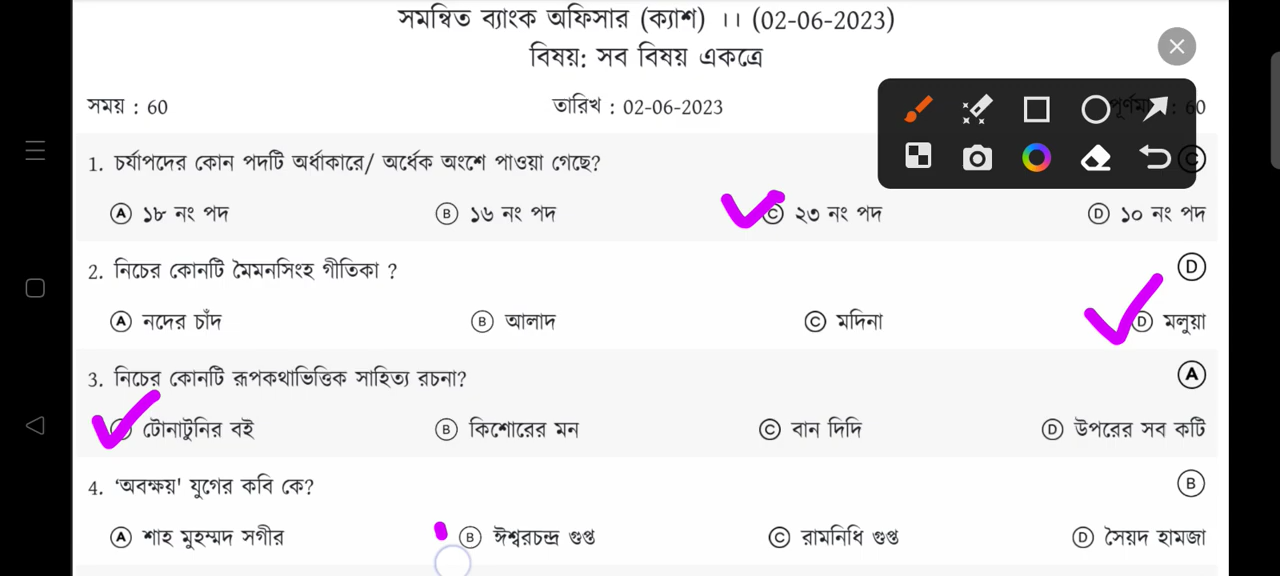 সমন্বিত ব্যাংক অফিসার (ক্যাশ) ।। (02-06-2023)
বিষয়: সব বিষয় একত্রে
সময় : 60 তারিখ : 02-06-2023 পূর্ণমান : 60
1. চর্যাপদের কোন পদটি অর্ধাকারে/ অর্ধেক অংশে পাওয়া গেছে? C
A ১৮ নং পদ B ১৬ নং পদ C ২৩ নং পদ D ১০ নং পদ
2. নিচের কোনটি মৈমনসিংহ গীতিকা ? D
A নদের চাঁদ B আলাদ C মদিনা D মলুয়া
3. নিচের কোনটি রূপকথাভিত্তিক সাহিত্য রচনা? A
টোনাটুনির বই B কিশোরের মন C বান দিদি D উপরের সব কটি
4. ‘অবক্ষয়' যুগের কবি কে? B
A শাহ মুহম্মদ সগীর B ঈশ্বরচন্দ্র গুপ্ত C রামনিধি গুপ্ত D সৈয়দ হামজা